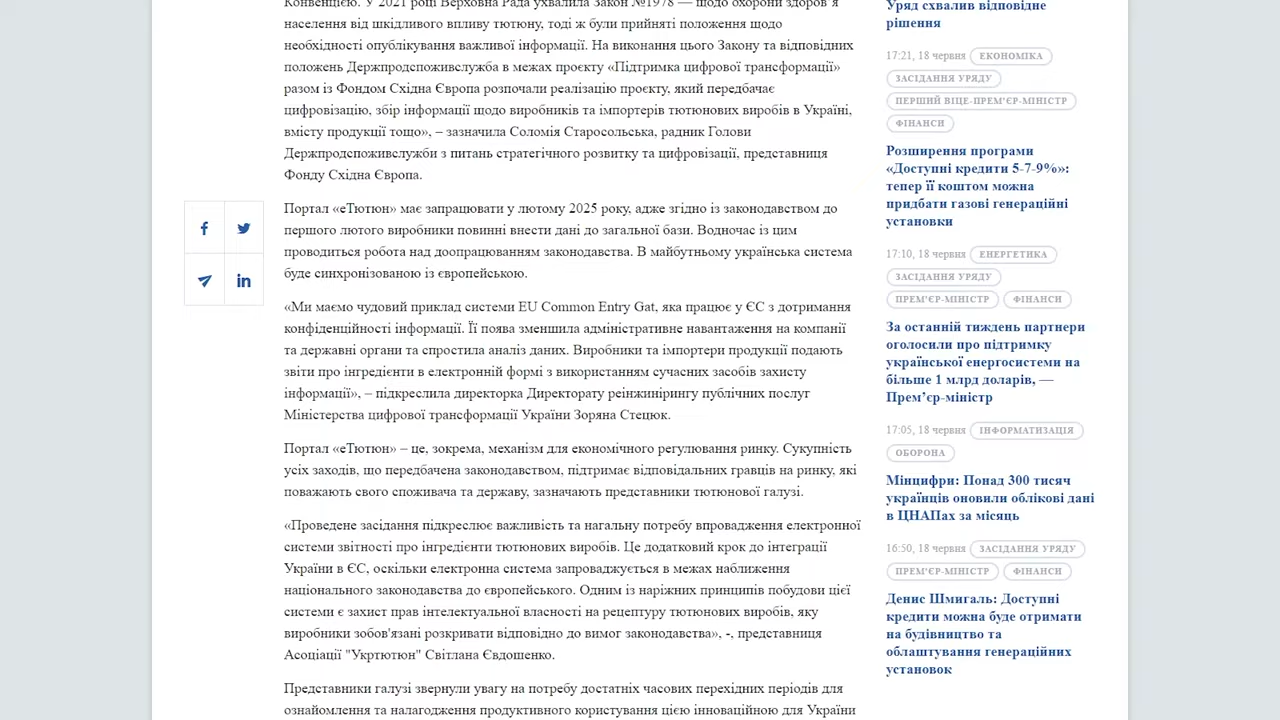 Конвенцією. У 2021 році Верховна Рада ухвалила Закон №1978 — щодо охорони здоров'я
населення від шкідливого впливу тютюну, тоді ж були прийняті положення щодо
необхідності опублікування важливої інформації. На виконання цього Закону та відповідних
положень Держпродспоживслужба в межах проєкту «Підтримка цифрової трансформації»
разом із Фондом Східна Європа розпочали реалізацію проєкту, який передбачає
цифровізацію, збір інформації щодо виробників та імпортерів тютюнових виробів в Україні,
вмісту продукції тощо», – зазначила Соломія Старосольська, радник Голови
Держпродспоживслужби з питань стратегічного розвитку та цифровізації, представниця
Фонду Східна Європа.
Портал «еТютюн» має запрацювати у лютому 2025 року, адже згідно із законодавством до
першого лютого виробники повинні внести дані до загальної бази. Водночас із цим
проводиться робота над доопрацюванням законодавства. В майбутньому українська система
буде синхронізованою із європейською.
«Ми маємо чудовий приклад системи EU Common Entry Gat, яка працює у ЄС з дотримання
конфіденційності інформації. Її поява зменшила адміністративне навантаження на компанії
та державні органи та спростила аналіз даних. Виробники та імпортери продукції подають
звіти про інгредієнти в електронній формі з використанням сучасних засобів захисту
інформації», – підкреслила директорка Директорату реінжинірингу публічних послуг
Міністерства цифрової трансформації України Зоряна Стецюк.
Портал «еТютюн» – це, зокрема, механізм для економічного регулювання ринку. Сукупність
усіх заходів, що передбачена законодавством, підтримає відповідальних гравців на ринку, які
поважають свого споживача та державу, зазначають представники тютюнової галузі.
«Проведене засідання підкреслює важливість та нагальну потребу впровадження електронної
системи звітності про інгредієнти тютюнових виробів. Це додатковий крок до інтеграції
України в ЄС, оскільки електронна система запроваджується в межах наближення
національного законодавства до європейського. Одним із наріжних принципів побудови цієї
системи є захист прав інтелектуальної власності на рецептуру тютюнових виробів, яку
виробники зобов'язані розкривати відповідно до вимог законодавства», -, представниця
Асоціації "Укртютюн" Світлана Євдошенко.
Представники галузі звернули увагу на потребу достатніх часових перехідних періодів для
ознайомлення та налагодження продуктивного користування цією інноваційною для України
Уряд схвалив відповідне
рішення
17:21, 18 червня ЕКОНОМІКА
ЗАСІДАННЯ УРЯДУ
ПЕРШИЙ ВІЦЕ-ПРЕМ'ЄР-МІНІСТР
ФІНАНСИ
Розширення програми
«Доступні кредити 5-7-9%»:
тепер її коштом можна
придбати газові генераційні
установки
17:10, 18 червня ЕНЕРГЕТИКА
ЗАСІДАННЯ УРЯДУ
ПРЕМ'ЄР-МІНІСТР ФІНАНСИ
За останній тиждень партнери
оголосили про підтримку
української енергосистеми на
більше 1 млрд доларів, —
Прем’єр-міністр
17:05, 18 червня ІНФОРМАТИЗАЦІЯ
ОБОРОНА
Мінцифри: Понад 300 тисяч
українців оновили облікові дані
в ЦНАПах за місяць
16:50, 18 червня ЗАСІДАННЯ УРЯДУ
ПРЕМ'ЄР-МІНІСТР ФІНАНСИ
Денис Шмигаль: Доступні
кредити можна буде отримати
на будівництво та
облаштування генераційних
установок